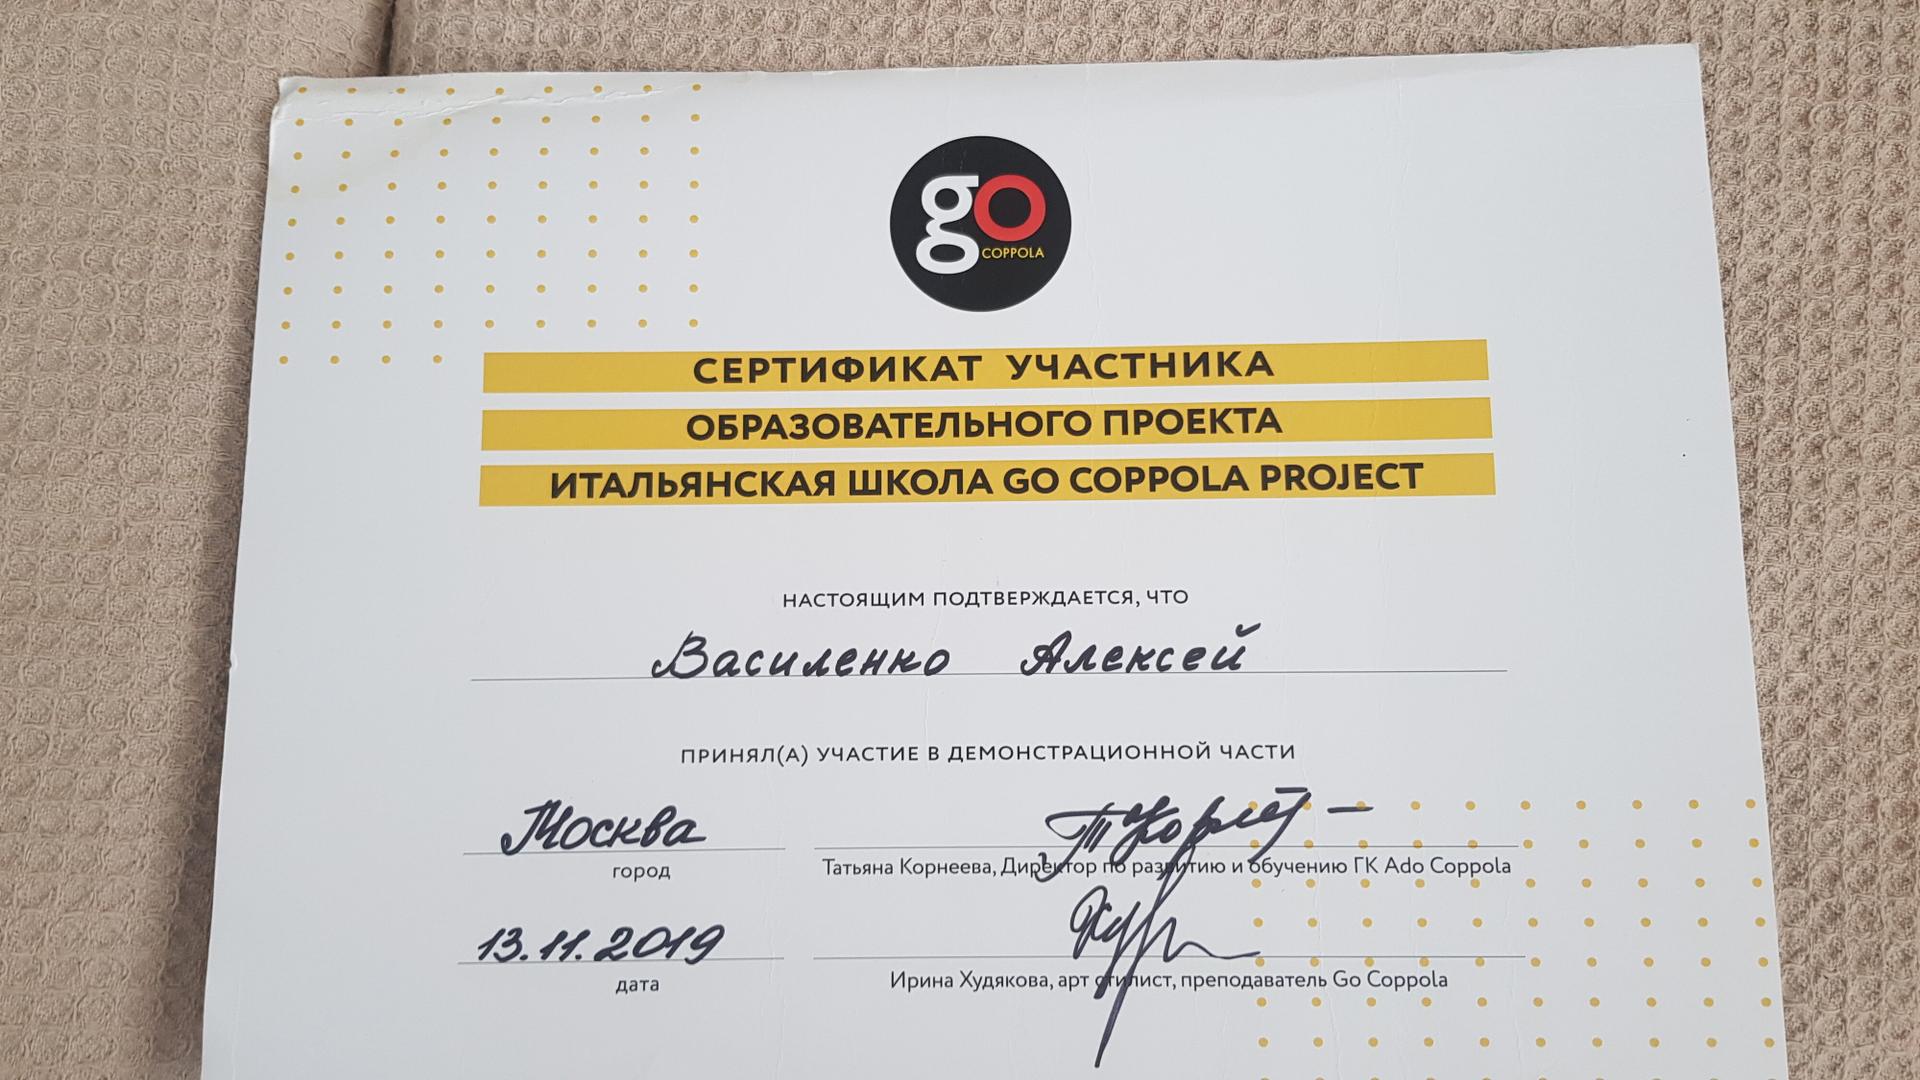 go
COPPOLA
СЕРТИФИКАТ УЧАСТНИКА
ОБРАЗОВАТЕЛЬНОГО ПРОЕКТА
ИТАЛЬЯНСКАЯ ШКОЛА GO COPPOLA PROJECT
НАСТОЯЩИМ ПОДТВЕРЖДАЕТСЯ, ЧТО
Василенко Алексей
ПРИНЯЛ(А) УЧАСТИЕ В ДЕМОНСТРАЦИОННОЙ ЧАСТИ
Москва
город
Татьяна Корнеева, Директор по развитию и обучению ГК Ado Coppola
13.11.2019
дата
Ирина Худякова, арт стилист, преподаватель Go Coppola